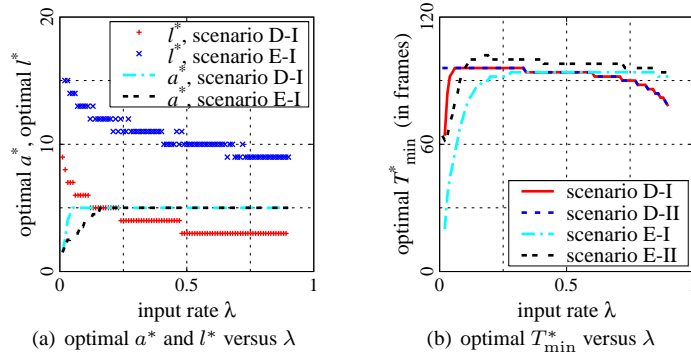 20
10
0
0
0.5
1
optimal a*, optimal l*
l*, scenario D-I
l*, scenario E-I
a*, scenario D-I
a*, scenario E-I
input rate λ
(a) optimal a* and l* versus λ
120
60
0
0
0.5
1
optimal T*min (in frames)
scenario D-I
scenario D-II
scenario E-I
scenario E-II
input rate λ
(b) optimal T*min versus λ